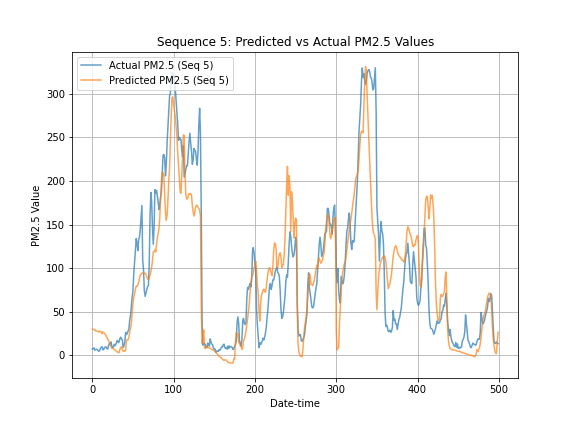 Sequence 5: Predicted vs Actual PM2.5 Values
Actual PM2.5 (Seq 5)
Predicted PM2.5 (Seq 5)
300
250
200
150
100
50
0
PM2.5 Value
0 100 200 300 400 500
Date-time